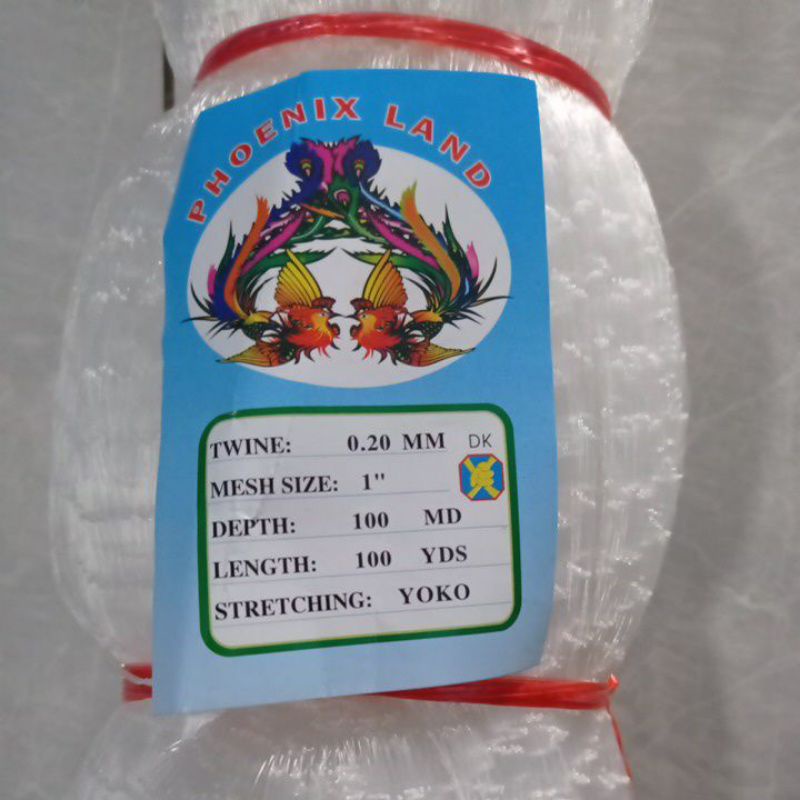 PHOENIX LAND
TWINE: 0.20 MM DK
MESH SIZE: 1"
DEPTH: 100 MD
LENGTH: 100 YDS
STRETCHING: YOKO